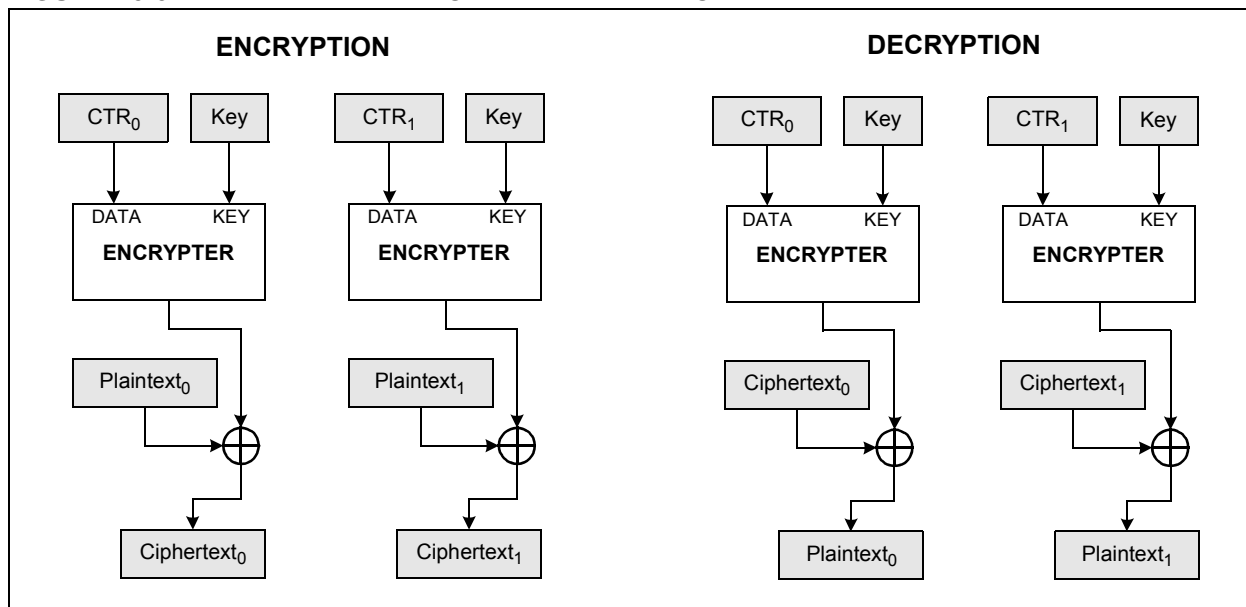 ENCRYPTION
CTR₀ Key CTR₁ Key
DATA KEY DATA KEY
ENCRYPTER ENCRYPTER
Plaintext₀ Plaintext₁
Ciphertext₀ Ciphertext₁
DECRYPTION
CTR₀ Key CTR₁ Key
DATA KEY DATA KEY
ENCRYPTER ENCRYPTER
Ciphertext₀ Ciphertext₁
Plaintext₀ Plaintext₁